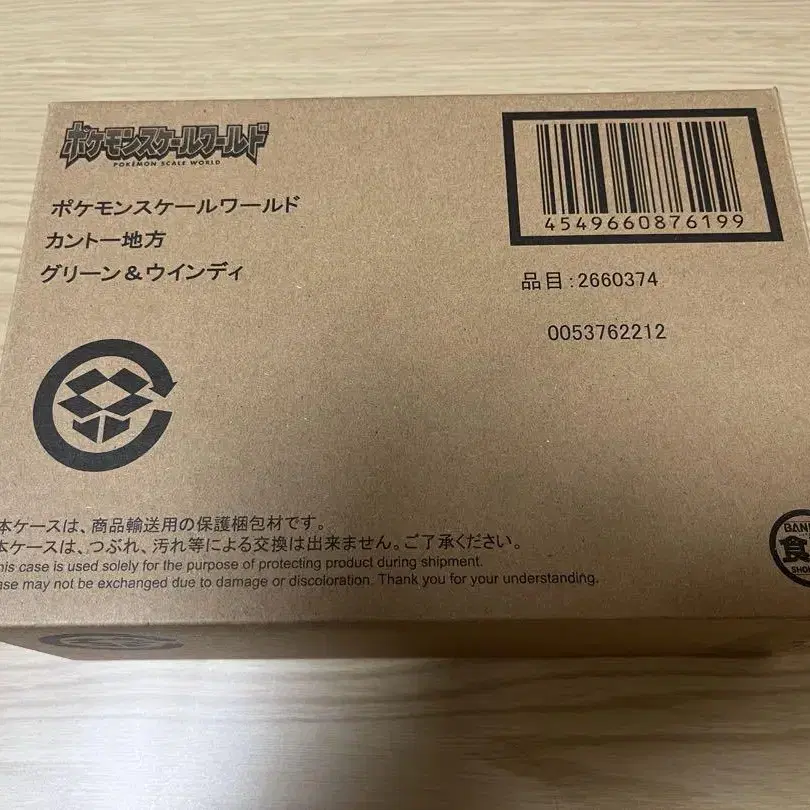 ポケモンスケールワールド
POKÉMON SCALE WORLD
ポケモンスケールワールド
カントー地方
グリーン&ウインディ
4549660876199
品目:2660374
0053762212
本ケースは、商品輸送用の保護梱包材です。
本ケースは、つぶれ、汚れ等による交換は出来ません。ご了承ください。
his case is used solely for the purpose of protecting product during shipment.
ase may not be exchanged due to damage or discoloration. Thank you for your understanding.
食